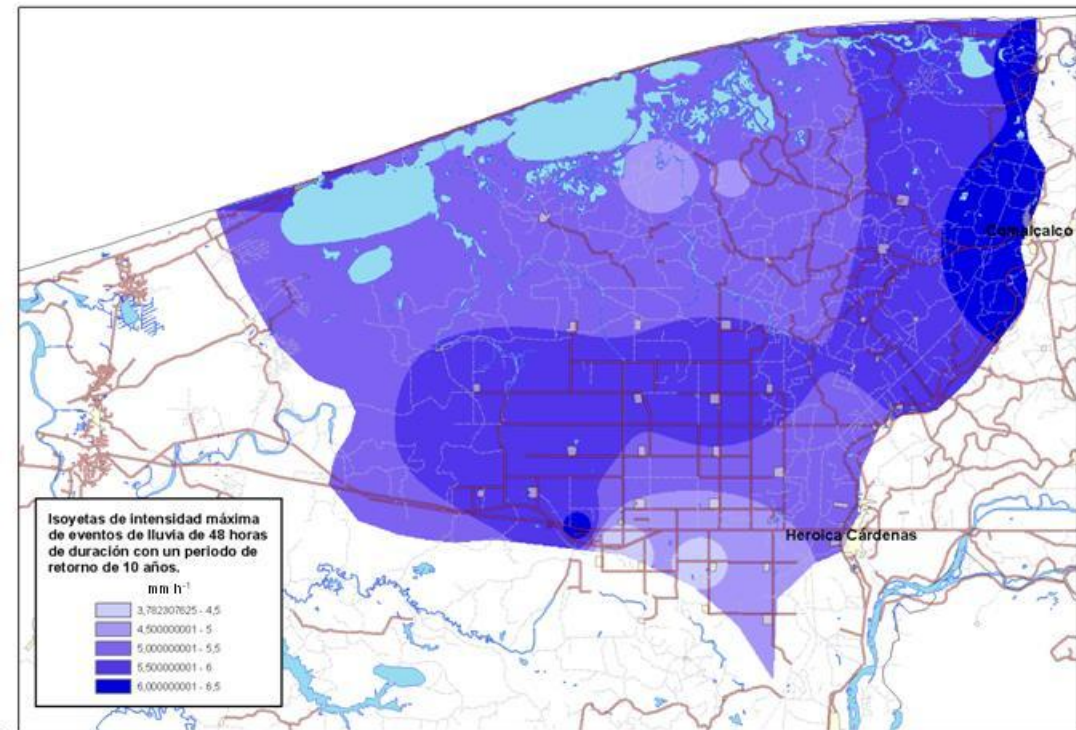 Comalcalco
Heroica Cárdenas
Isoyetas de intensidad máxima
de eventos de lluvia de 48 horas
de duración con un periodo de
retorno de 10 años.
mm h⁻¹
3,782307625 - 4,5
4,500000001 - 5
5,000000001 - 5,5
5,500000001 - 6
6,000000001 - 6,5